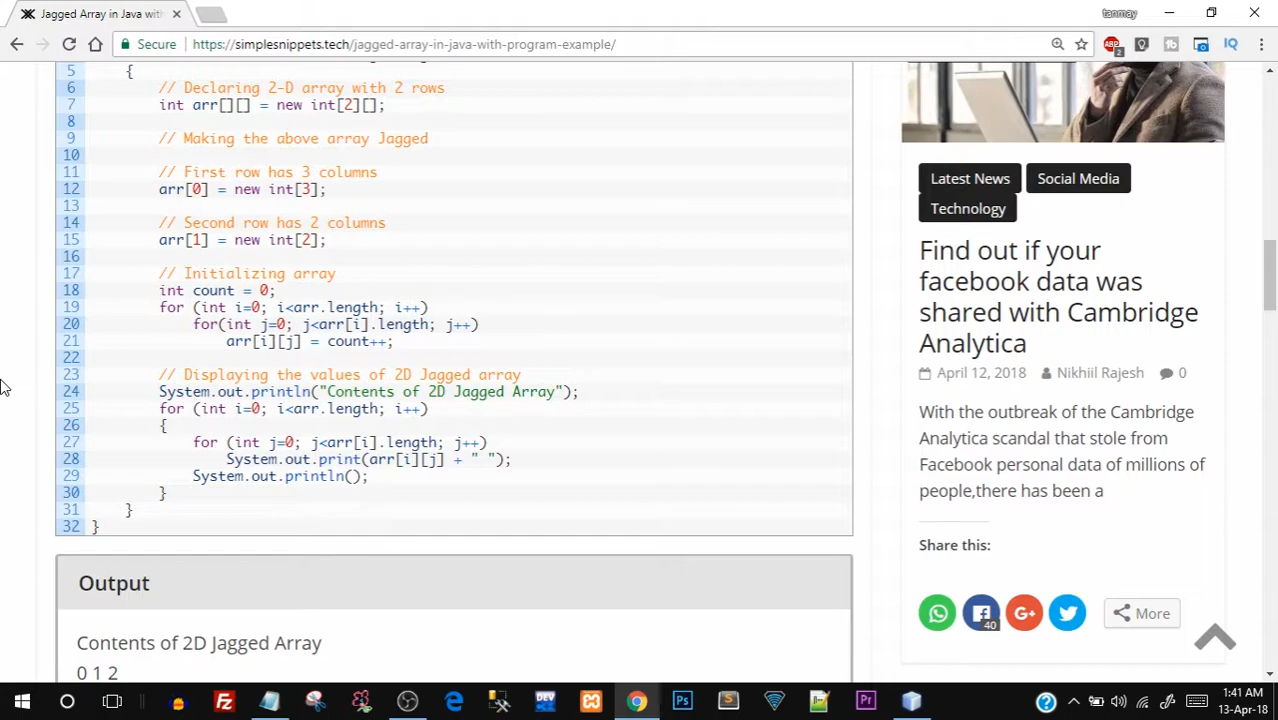 Jagged Array in Java with
tanmay
Secure
https://simplesnippets.tech/jagged-array-in-java-with-program-example/
5 {
6 // Declaring 2-D array with 2 rows
7 int arr[][] = new int[2][];
8
9 // Making the above array Jagged
10
11 // First row has 3 columns
12 arr[0] = new int[3];
13
14 // Second row has 2 columns
15 arr[1] = new int[2];
16
17 // Initializing array
18 int count = 0;
19 for (int i=0; i<arr.length; i++)
20 for(int j=0; j<arr[i].length; j++)
21 arr[i][j] = count++;
22
23 // Displaying the values of 2D Jagged array
24 System.out.println("Contents of 2D Jagged Array");
25 for (int i=0; i<arr.length; i++)
26 {
27 for (int j=0; j<arr[i].length; j++)
28 System.out.print(arr[i][j] + " ");
29 System.out.println();
30 }
31 }
32 }
Output
Contents of 2D Jagged Array
0 1 2
Latest News
Social Media
Technology
Find out if your
facebook data was
shared with Cambridge
Analytica
April 12, 2018 Nikhiil Rajesh 0
With the outbreak of the Cambridge
Analytica scandal that stole from
Facebook personal data of millions of
people,there has been a
Share this:
40
G+
More
ABP
2
IQ
Fz
DEV
Ps
S
Pr
1:41 AM
13-Apr-18